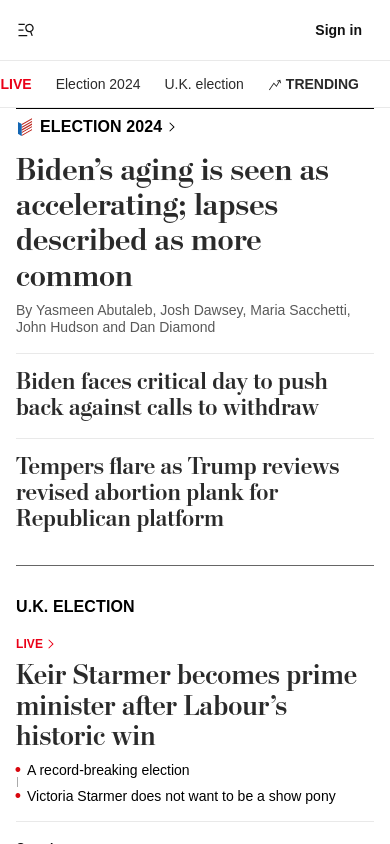 Sign in
LIVE
Election 2024
U.K. election
TRENDING
ELECTION 2024
Biden’s aging is seen as
accelerating; lapses
described as more
common
By Yasmeen Abutaleb, Josh Dawsey, Maria Sacchetti,
John Hudson and Dan Diamond
Biden faces critical day to push
back against calls to withdraw
Tempers flare as Trump reviews
revised abortion plank for
Republican platform
U.K. ELECTION
LIVE
Keir Starmer becomes prime
minister after Labour’s
historic win
A record-breaking election
Victoria Starmer does not want to be a show pony